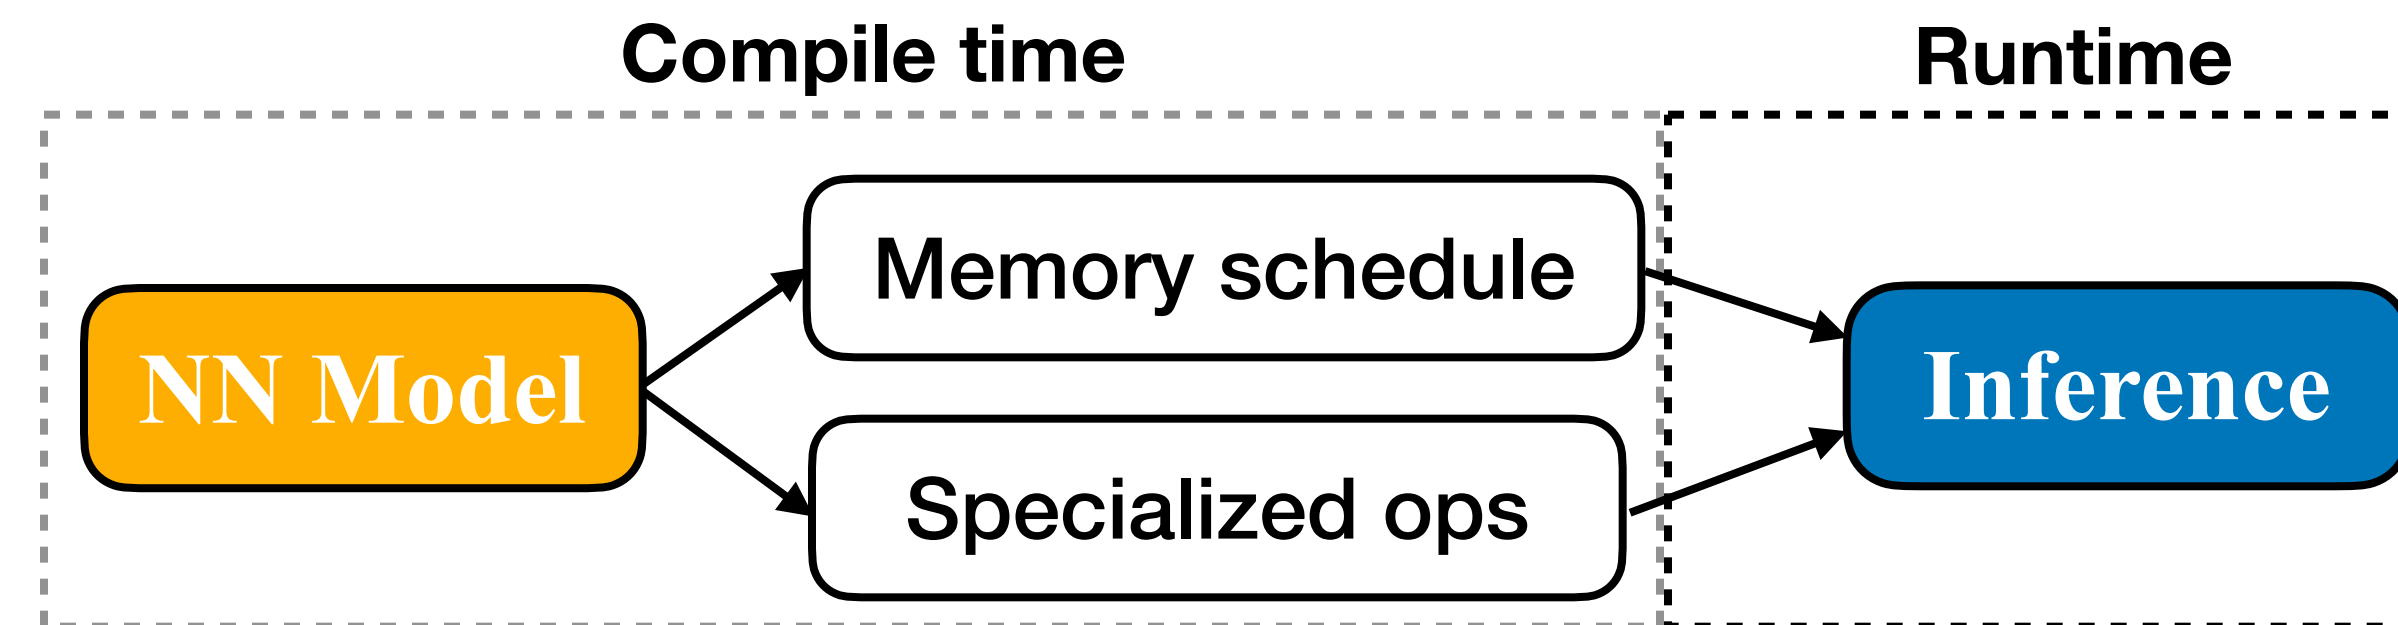 Compile time
Runtime
Memory schedule
NN Model
Inference
Specialized ops